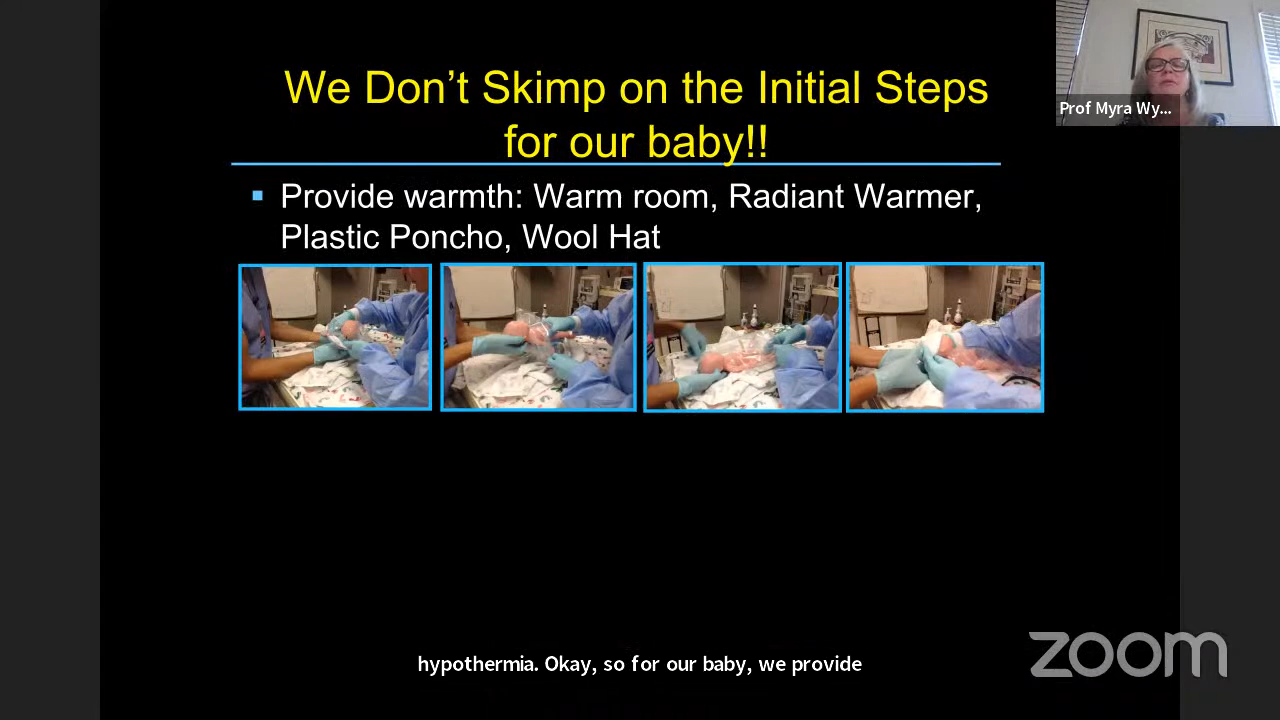 We Don’t Skimp on the Initial Steps
for our baby!!
Prof Myra Wy...
▪ Provide warmth: Warm room, Radiant Warmer,
Plastic Poncho, Wool Hat
hypothermia. Okay, so for our baby, we provide
zoom